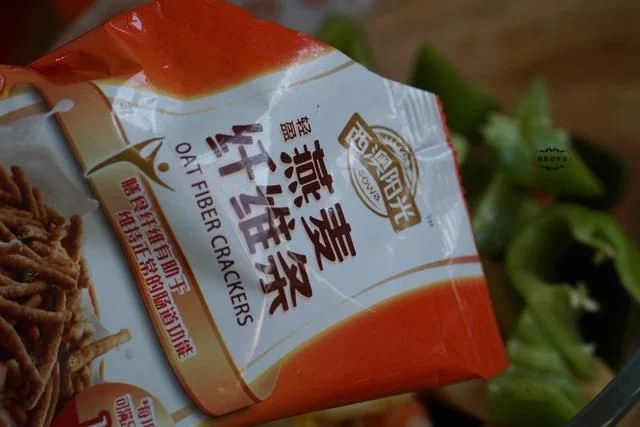 西澳阳光
sowa
轻盈
燕麦
纤维条
OAT FIBER CRACKERS
膳食纤维有助于
维持正常的肠道功能